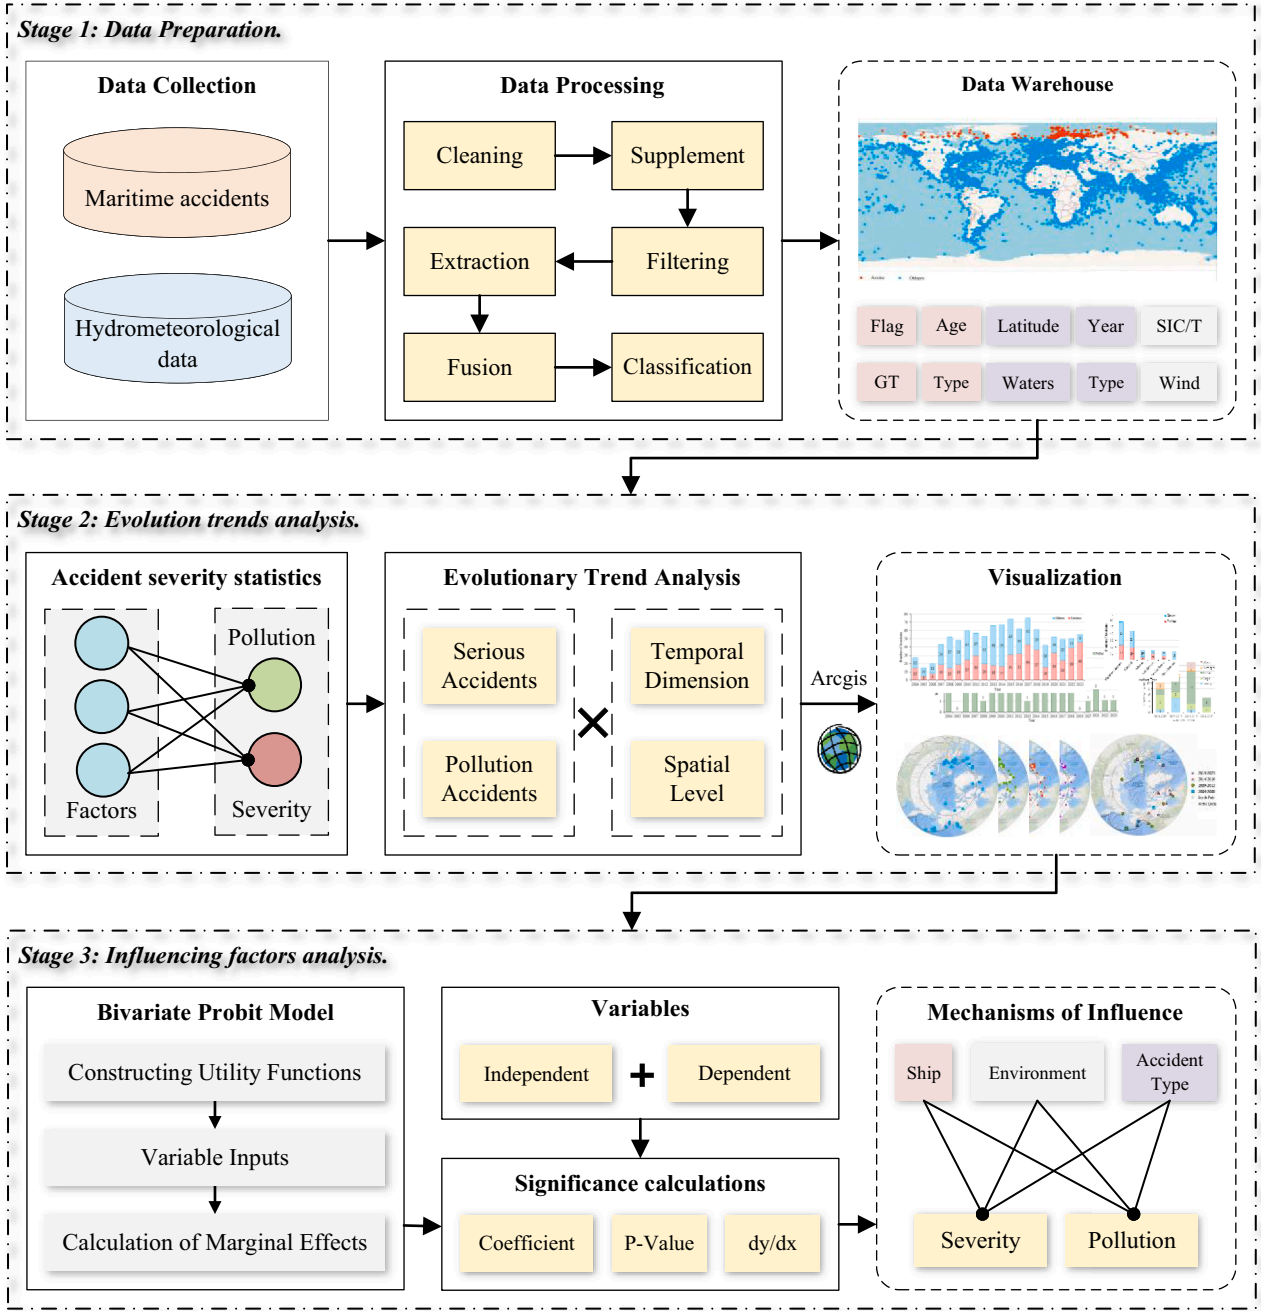 Stage 1: Data Preparation.
Data Collection
Maritime accidents
Hydrometeorological
data
Data Processing
Cleaning
Supplement
Extraction
Filtering
Fusion
Classification
Data Warehouse
Flag
Age
Latitude
Year
SIC/T
GT
Type
Waters
Type
Wind
Stage 2: Evolution trends analysis.
Accident severity statistics
Pollution
Factors
Severity
Evolutionary Trend Analysis
Serious
Accidents
Temporal
Dimension
Pollution
Accidents
Spatial
Level
Arcgis
Visualization
Stage 3: Influencing factors analysis.
Bivariate Probit Model
Constructing Utility Functions
Variable Inputs
Calculation of Marginal Effects
Variables
Independent
+
Dependent
Significance calculations
Coefficient
P-Value
dy/dx
Mechanisms of Influence
Ship
Environment
Accident
Type
Severity
Pollution